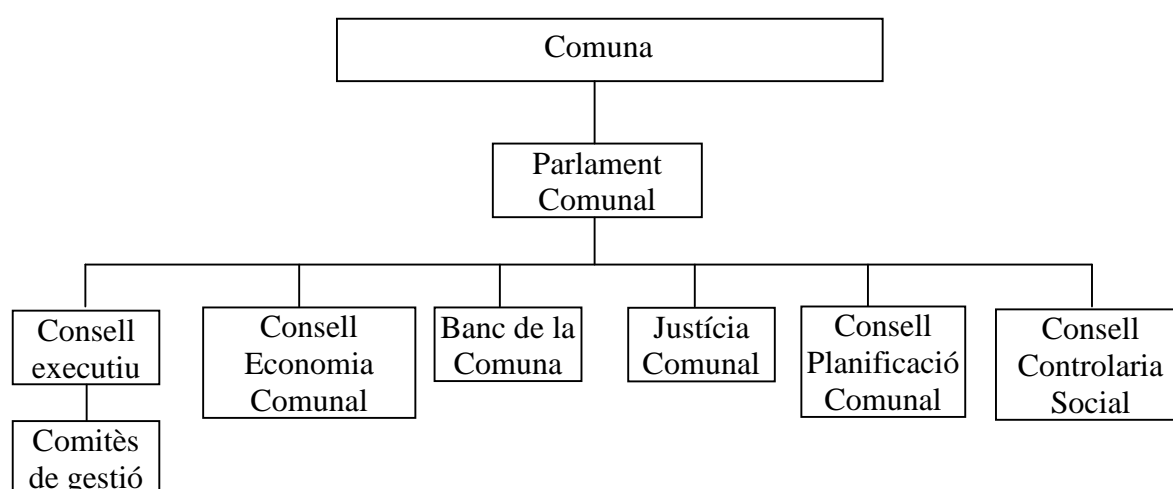 Comuna
Parlament
Comunal
Consell
executiu
Consell
Economia
Comunal
Banc de la
Comuna
Justícia
Comunal
Consell
Planificació
Comunal
Consell
Controlaria
Social
Comitès
de gestió